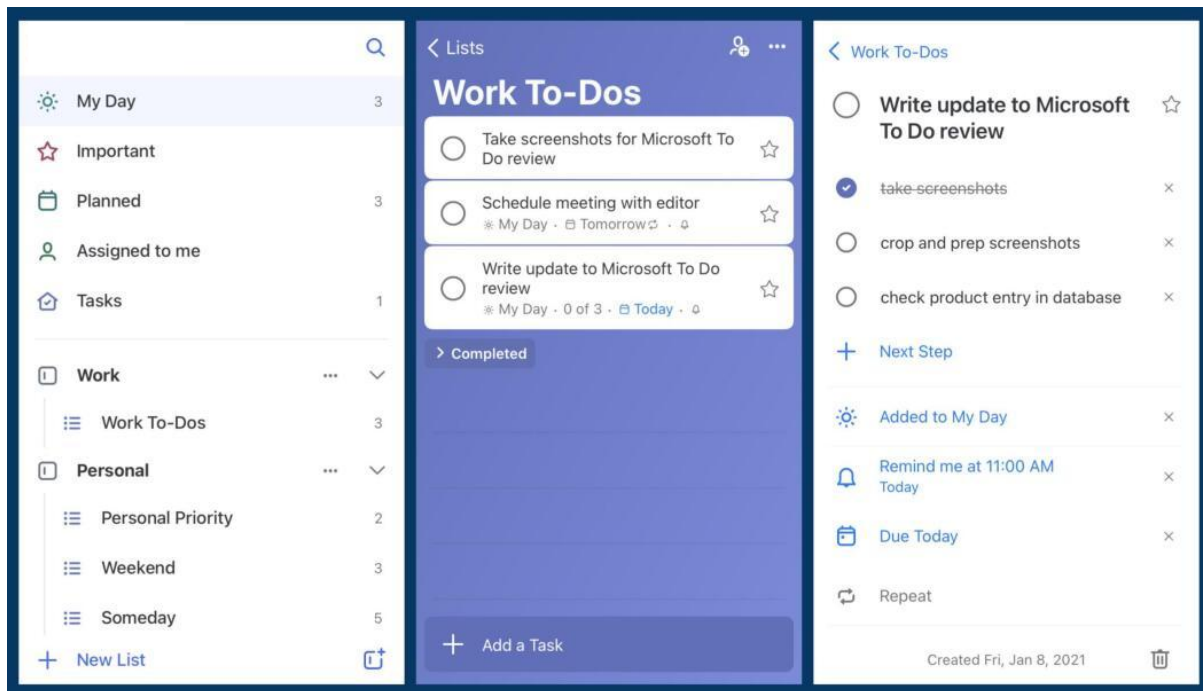 My Day 3
Important
Planned 3
Assigned to me
Tasks 1
Work
Work To-Dos 3
Personal
Personal Priority 2
Weekend 3
Someday 5
New List
Lists
Work To-Dos
Take screenshots for Microsoft To
Do review
Schedule meeting with editor
My Day · Tomorrow ·
Write update to Microsoft To Do
review
My Day · 0 of 3 · Today ·
Completed
Add a Task
Work To-Dos
Write update to Microsoft
To Do review
take screenshots
crop and prep screenshots
check product entry in database
Next Step
Added to My Day
Remind me at 11:00 AM
Today
Due Today
Repeat
Created Fri, Jan 8, 2021